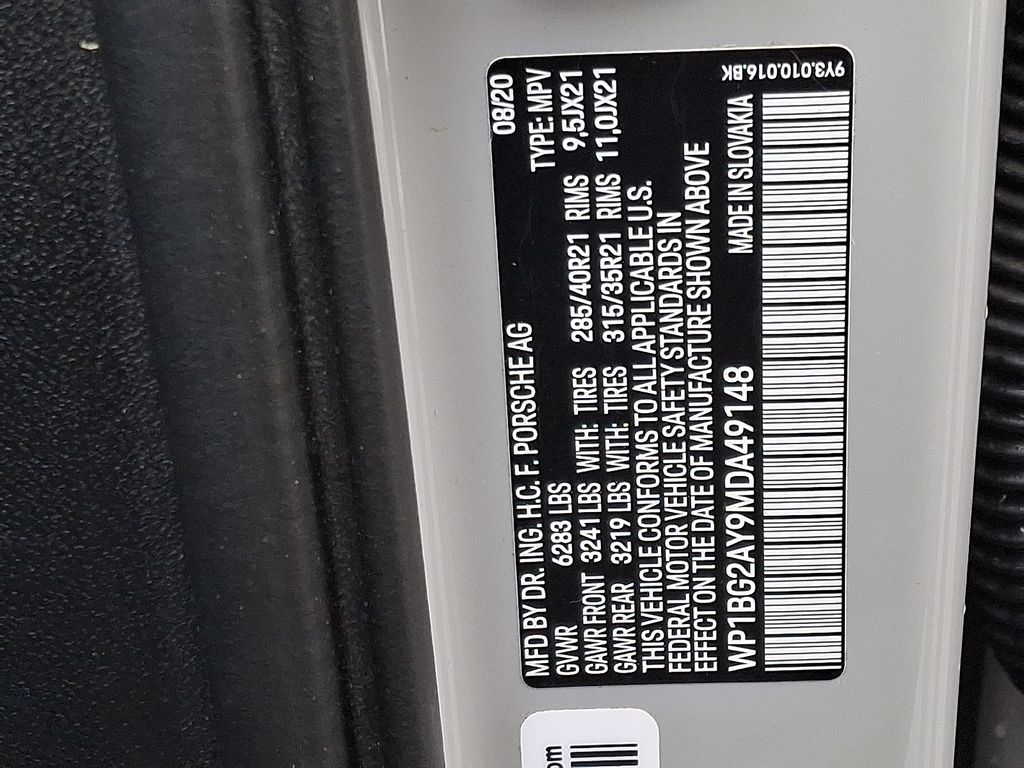 MFD BY DR. ING. H.C. F. PORSCHE AG 08/20
GVWR 6283 LBS TYPE: MPV
GAWR FRONT 3241 LBS WITH: TIRES 285/40R21 RIMS 9,5JX21
GAWR REAR 3219 LBS WITH: TIRES 315/35R21 RIMS 11,0JX21
THIS VEHICLE CONFORMS TO ALL APPLICABLE U.S.
FEDERAL MOTOR VEHICLE SAFETY STANDARDS IN
EFFECT ON THE DATE OF MANUFACTURE SHOWN ABOVE
WP1BG2AY9MDA49148 MADE IN SLOVAKIA
9Y3.010.016.BK
om